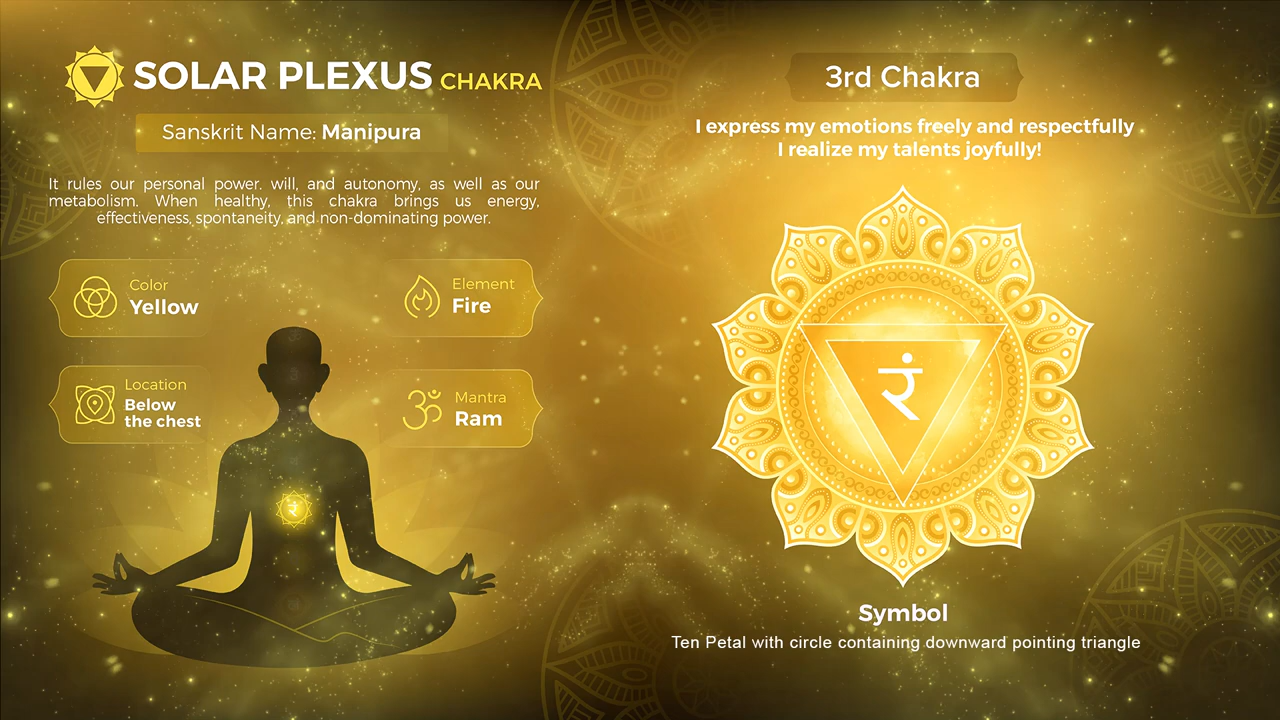 SOLAR PLEXUS CHAKRA
Sanskrit Name: Manipura
It rules our personal power. will, and autonomy, as well as our
metabolism. When healthy, this chakra brings us energy,
effectiveness, spontaneity, and non-dominating power.
Color
Yellow
Element
Fire
Location
Below
the chest
ॐ
Mantra
Ram
रं
3rd Chakra
I express my emotions freely and respectfully
I realize my talents joyfully!
रं
Symbol
Ten Petal with circle containing downward pointing triangle